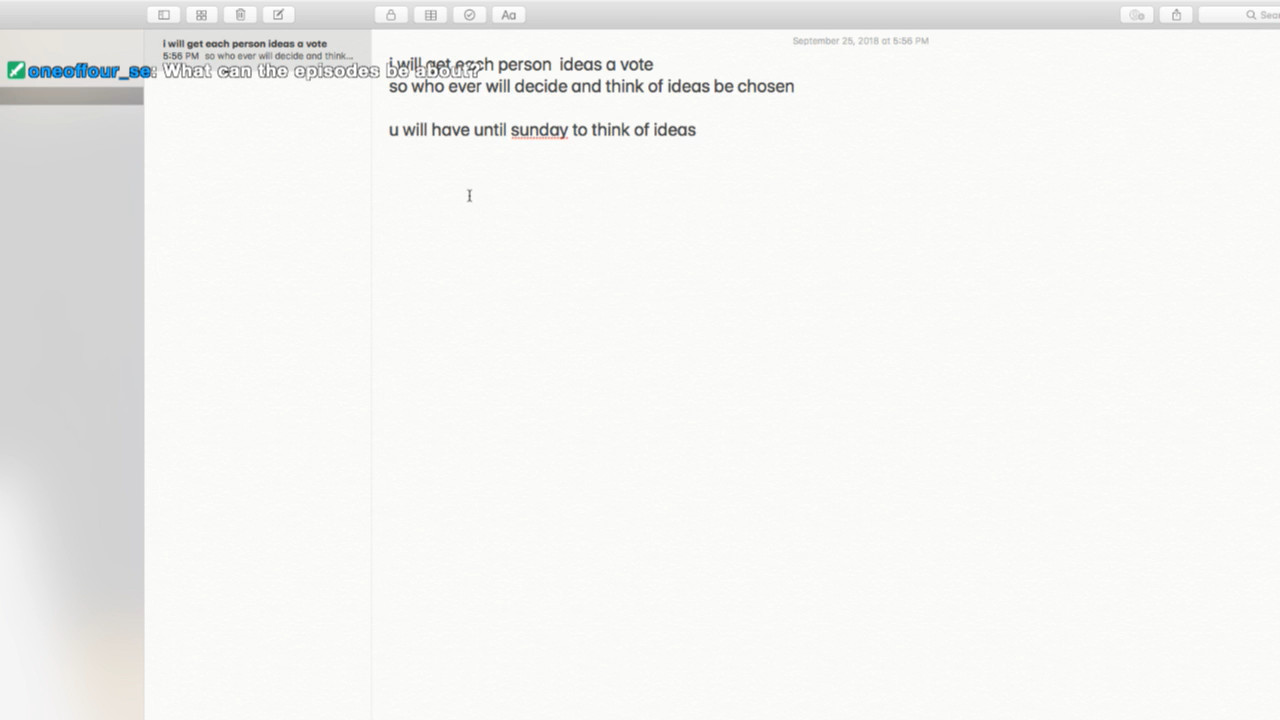 Aa
Sea
i will get each person ideas a vote
5:56 PM so who ever will decide and think...
oneoffour_se: What can the episodes be about?
September 25, 2018 at 5:56 PM
i will get each person  ideas a vote
so who ever will decide and think of ideas be chosen
u will have until sunday to think of ideas